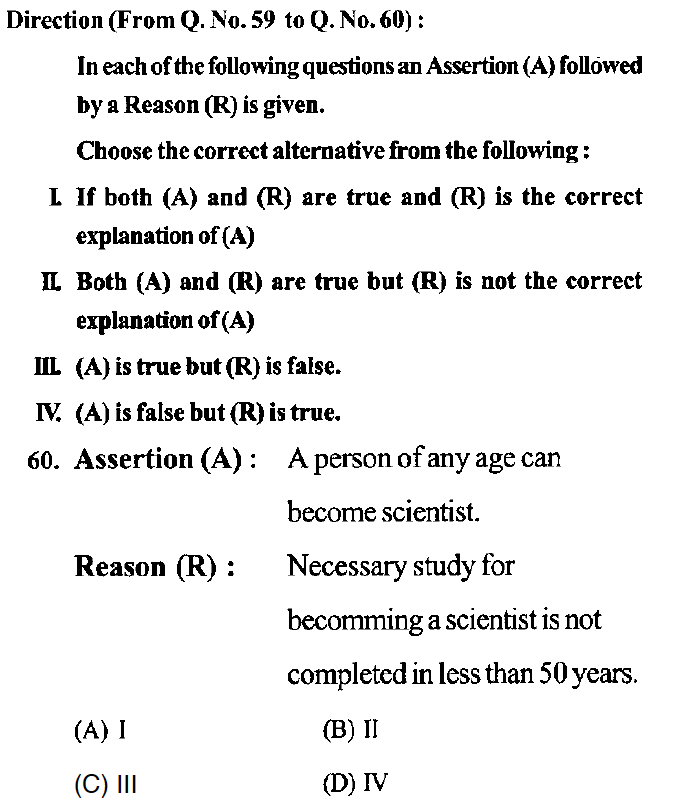 Direction (From Q. No. 59 to Q. No. 60) :
In each of the following questions an Assertion (A) followed
by a Reason (R) is given.
Choose the correct alternative from the following :
I. If both (A) and (R) are true and (R) is the correct
explanation of (A)
II. Both (A) and (R) are true but (R) is not the correct
explanation of (A)
III. (A) is true but (R) is false.
IV. (A) is false but (R) is true.
60. Assertion (A) : A person of any age can
become scientist.
Reason (R) : Necessary study for
becomming a scientist is not
completed in less than 50 years.
(A) I (B) II
(C) III (D) IV